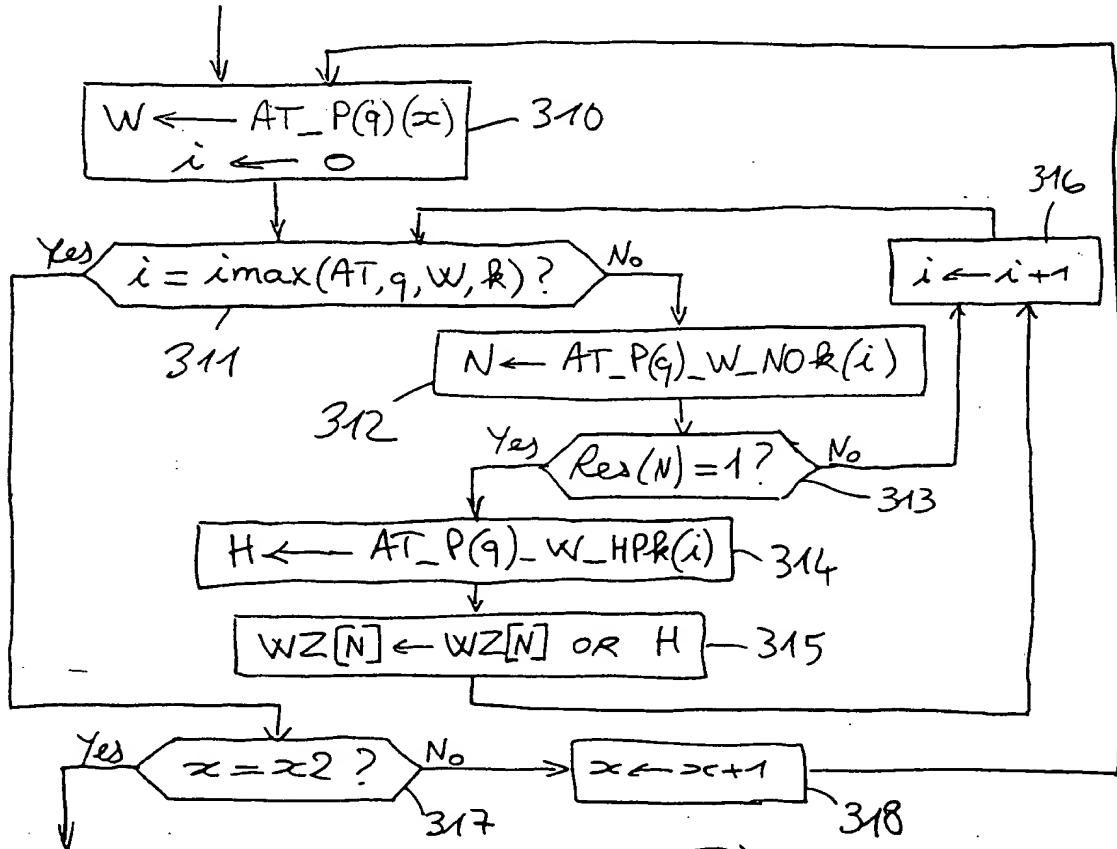 W ← AT_P(q)(x)
i ← 0
310
316
i ← i+1
Yes
i = imax(AT,q,W,k) ?
No
311
N ← AT_P(q)_W_NOk(i)
312
Yes
Res(N) = 1 ?
No
313
H ← AT_P(q)_W_HPk(i)
314
WZ[N] ← WZ[N] OR H
315
Yes
x = x2 ?
No
x ← x+1
317
318